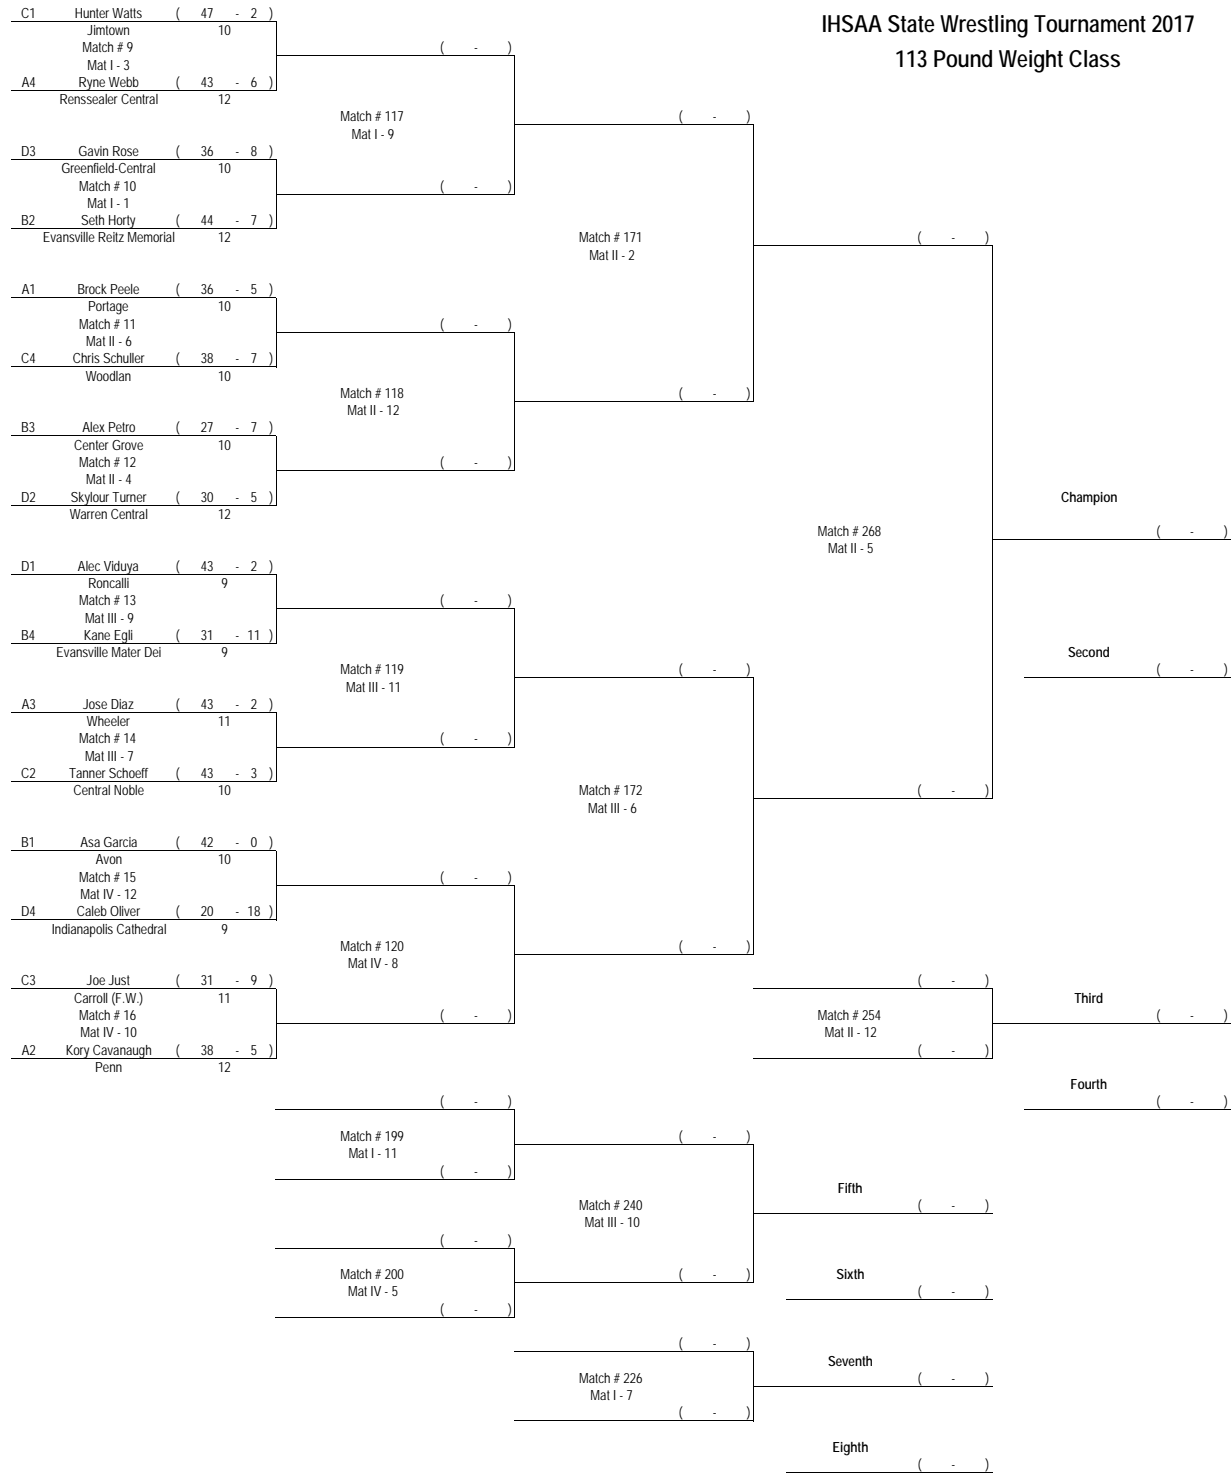 IHSAA State Wrestling Tournament 2017
113 Pound Weight Class
C1 Hunter Watts ( 47 - 2 )
Jimtown 10
Match # 9
Mat I - 3
A4 Ryne Webb ( 43 - 6 )
Renssealer Central 12
D3 Gavin Rose ( 36 - 8 )
Greenfield-Central 10
Match # 10
Mat I - 1
B2 Seth Horty ( 44 - 7 )
Evansville Reitz Memorial 12
A1 Brock Peele ( 36 - 5 )
Portage 10
Match # 11
Mat II - 6
C4 Chris Schuller ( 38 - 7 )
Woodlan 10
B3 Alex Petro ( 27 - 7 )
Center Grove 10
Match # 12
Mat II - 4
D2 Skylour Turner ( 30 - 5 )
Warren Central 12
D1 Alec Viduya ( 43 - 2 )
Roncalli 9
Match # 13
Mat III - 9
B4 Kane Egli ( 31 - 11 )
Evansville Mater Dei 9
A3 Jose Diaz ( 43 - 2 )
Wheeler 11
Match # 14
Mat III - 7
C2 Tanner Schoeff ( 43 - 3 )
Central Noble 10
B1 Asa Garcia ( 42 - 0 )
Avon 10
Match # 15
Mat IV - 12
D4 Caleb Oliver ( 20 - 18 )
Indianapolis Cathedral 9
C3 Joe Just ( 31 - 9 )
Carroll (F.W.) 11
Match # 16
Mat IV - 10
A2 Kory Cavanaugh ( 38 - 5 )
Penn 12
( - )
Match # 117
Mat I - 9
( - )
( - )
Match # 118
Mat II - 12
( - )
( - )
Match # 119
Mat III - 11
( - )
( - )
Match # 120
Mat IV - 8
( - )
( - )
Match # 171
Mat II - 2
( - )
( - )
Match # 172
Mat III - 6
( - )
( - )
Match # 268
Mat II - 5
( - )
Champion
( - )
Second
( - )
( - )
Match # 254
Mat II - 12
( - )
Third
( - )
Fourth
( - )
( - )
Match # 199
Mat I - 11
( - )
( - )
Match # 200
Mat IV - 5
( - )
( - )
Match # 240
Mat III - 10
( - )
Fifth
( - )
Sixth
( - )
( - )
Match # 226
Mat I - 7
( - )
Seventh
( - )
Eighth
( - )